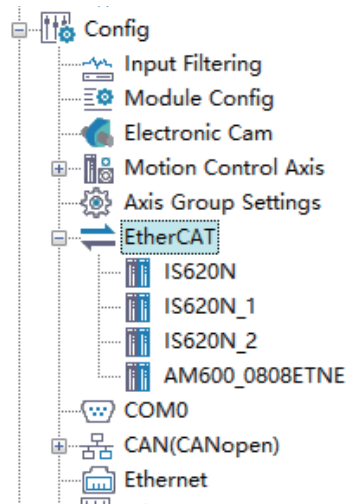 Config
Input Filtering
Module Config
Electronic Cam
Motion Control Axis
Axis Group Settings
EtherCAT
IS620N
IS620N_1
IS620N_2
AM600_0808ETNE
COM0
CAN(CANopen)
Ethernet